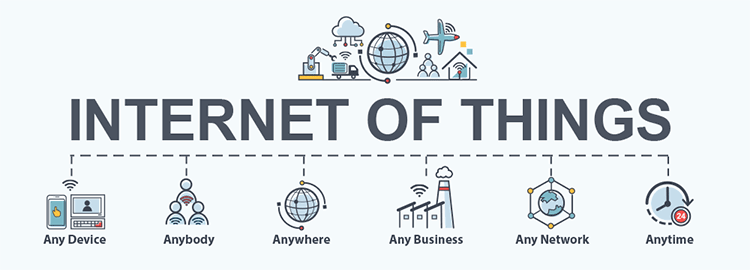 INTERNET OF THINGS
Any Device Anybody Anywhere Any Business Any Network Anytime
24